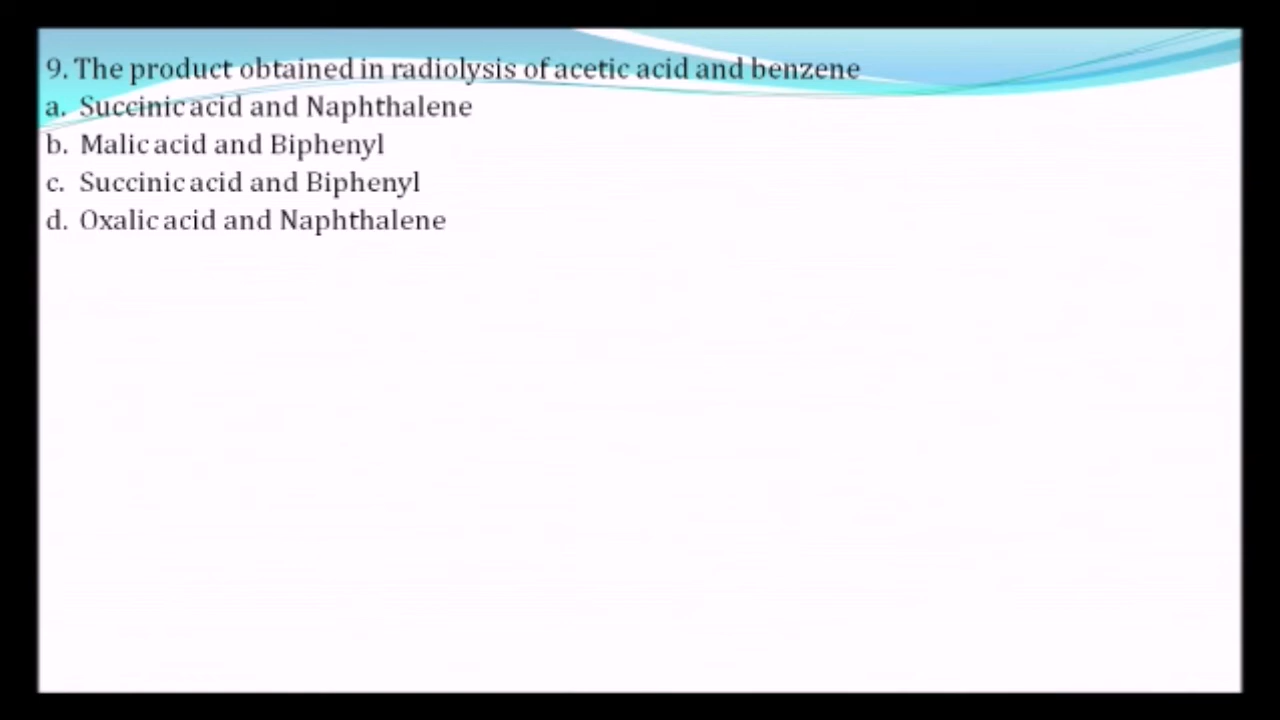 9. The product obtained in radiolysis of acetic acid and benzene
a. Succinic acid and Naphthalene
b. Malic acid and Biphenyl
c. Succinic acid and Biphenyl
d. Oxalic acid and Naphthalene